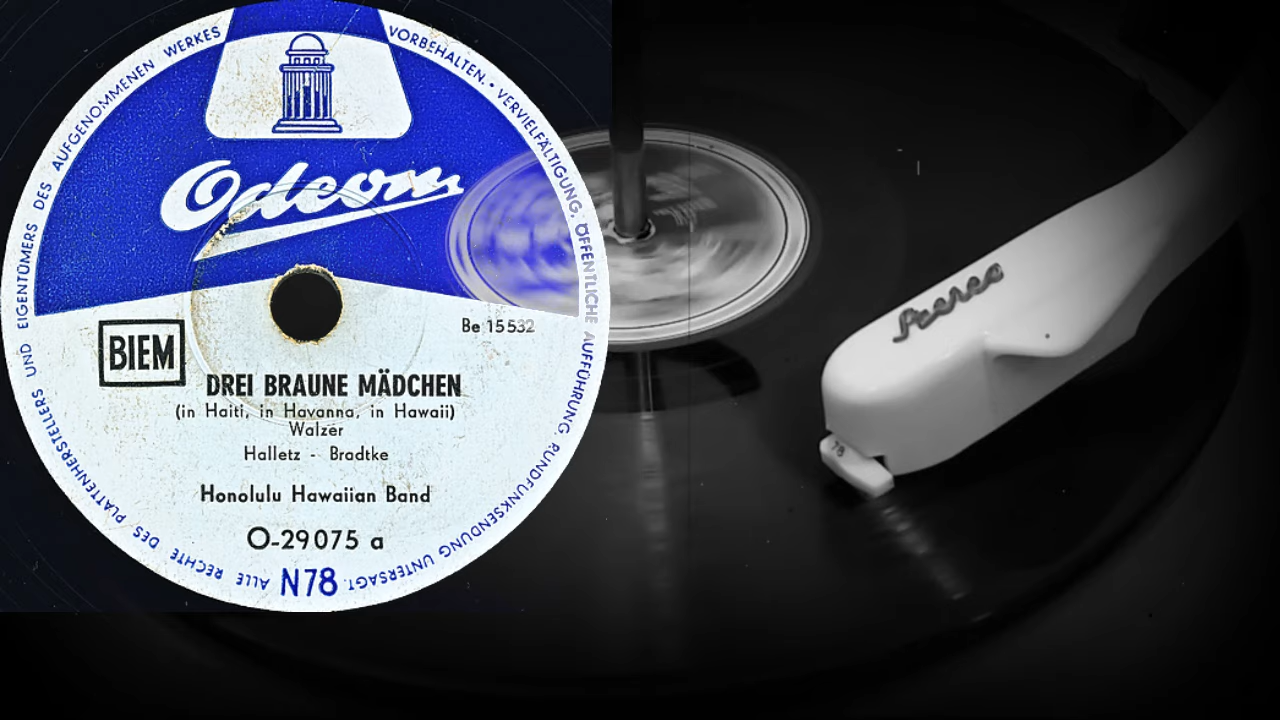 ALLE RECHTE DES PLATTENHERSTELLERS UND EIGENTÜMERS DES AUFGENOMMENEN WERKES VORBEHALTEN. • VERVIELFÄLTIGUNG, ÖFFENTLICHE AUFFÜHRUNG, RUNDFUNKSENDUNG UNTERSAGT.
Odeon
Be 15532
BIEM
DREI BRAUNE MÄDCHEN
(in Haiti, in Havanna, in Hawaii)
Walzer
Halletz - Bradtke
Honolulu Hawaiian Band
O-29075 a
N78
Stereo
78